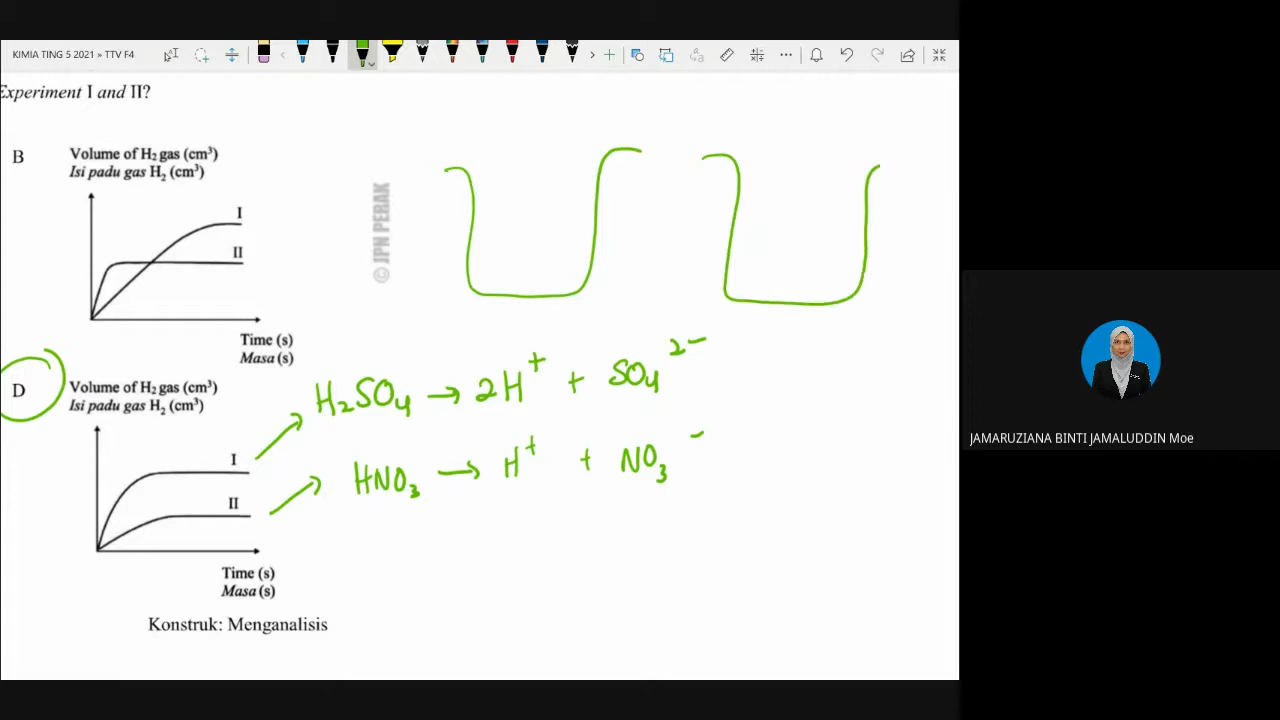 KIMIA TING 5 2021 » TTV F4
Experiment I and II?
B
Volume of H₂ gas (cm³)
Isi padu gas H₂ (cm³)
I
II
Time (s)
Masa (s)
© JPN PERAK
D
Volume of H₂ gas (cm³)
Isi padu gas H₂ (cm³)
I
II
Time (s)
Masa (s)
H₂SO₄ → 2H⁺ + SO₄²⁻
HNO₃ → H⁺ + NO₃⁻
Konstruk: Menganalisis
JAMARUZIANA BINTI JAMALUDDIN Moe